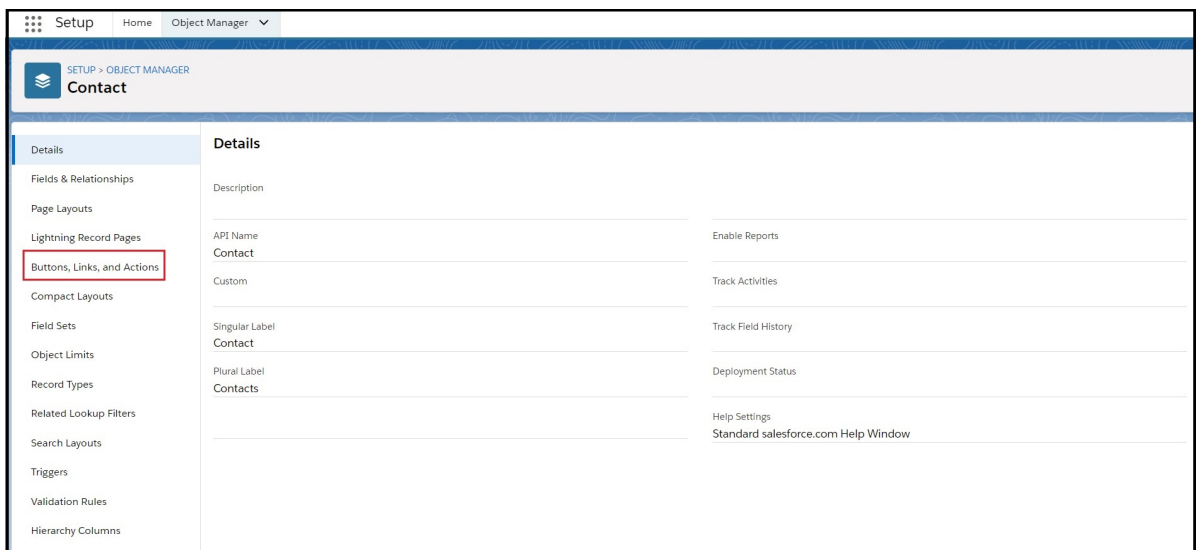 Setup Home Object Manager
SETUP > OBJECT MANAGER
Contact
Details
Fields & Relationships
Page Layouts
Lightning Record Pages
Buttons, Links, and Actions
Compact Layouts
Field Sets
Object Limits
Record Types
Related Lookup Filters
Search Layouts
Triggers
Validation Rules
Hierarchy Columns
Details
Description
API Name
Contact
Custom
Singular Label
Contact
Plural Label
Contacts
Enable Reports
Track Activities
Track Field History
Deployment Status
Help Settings
Standard salesforce.com Help Window